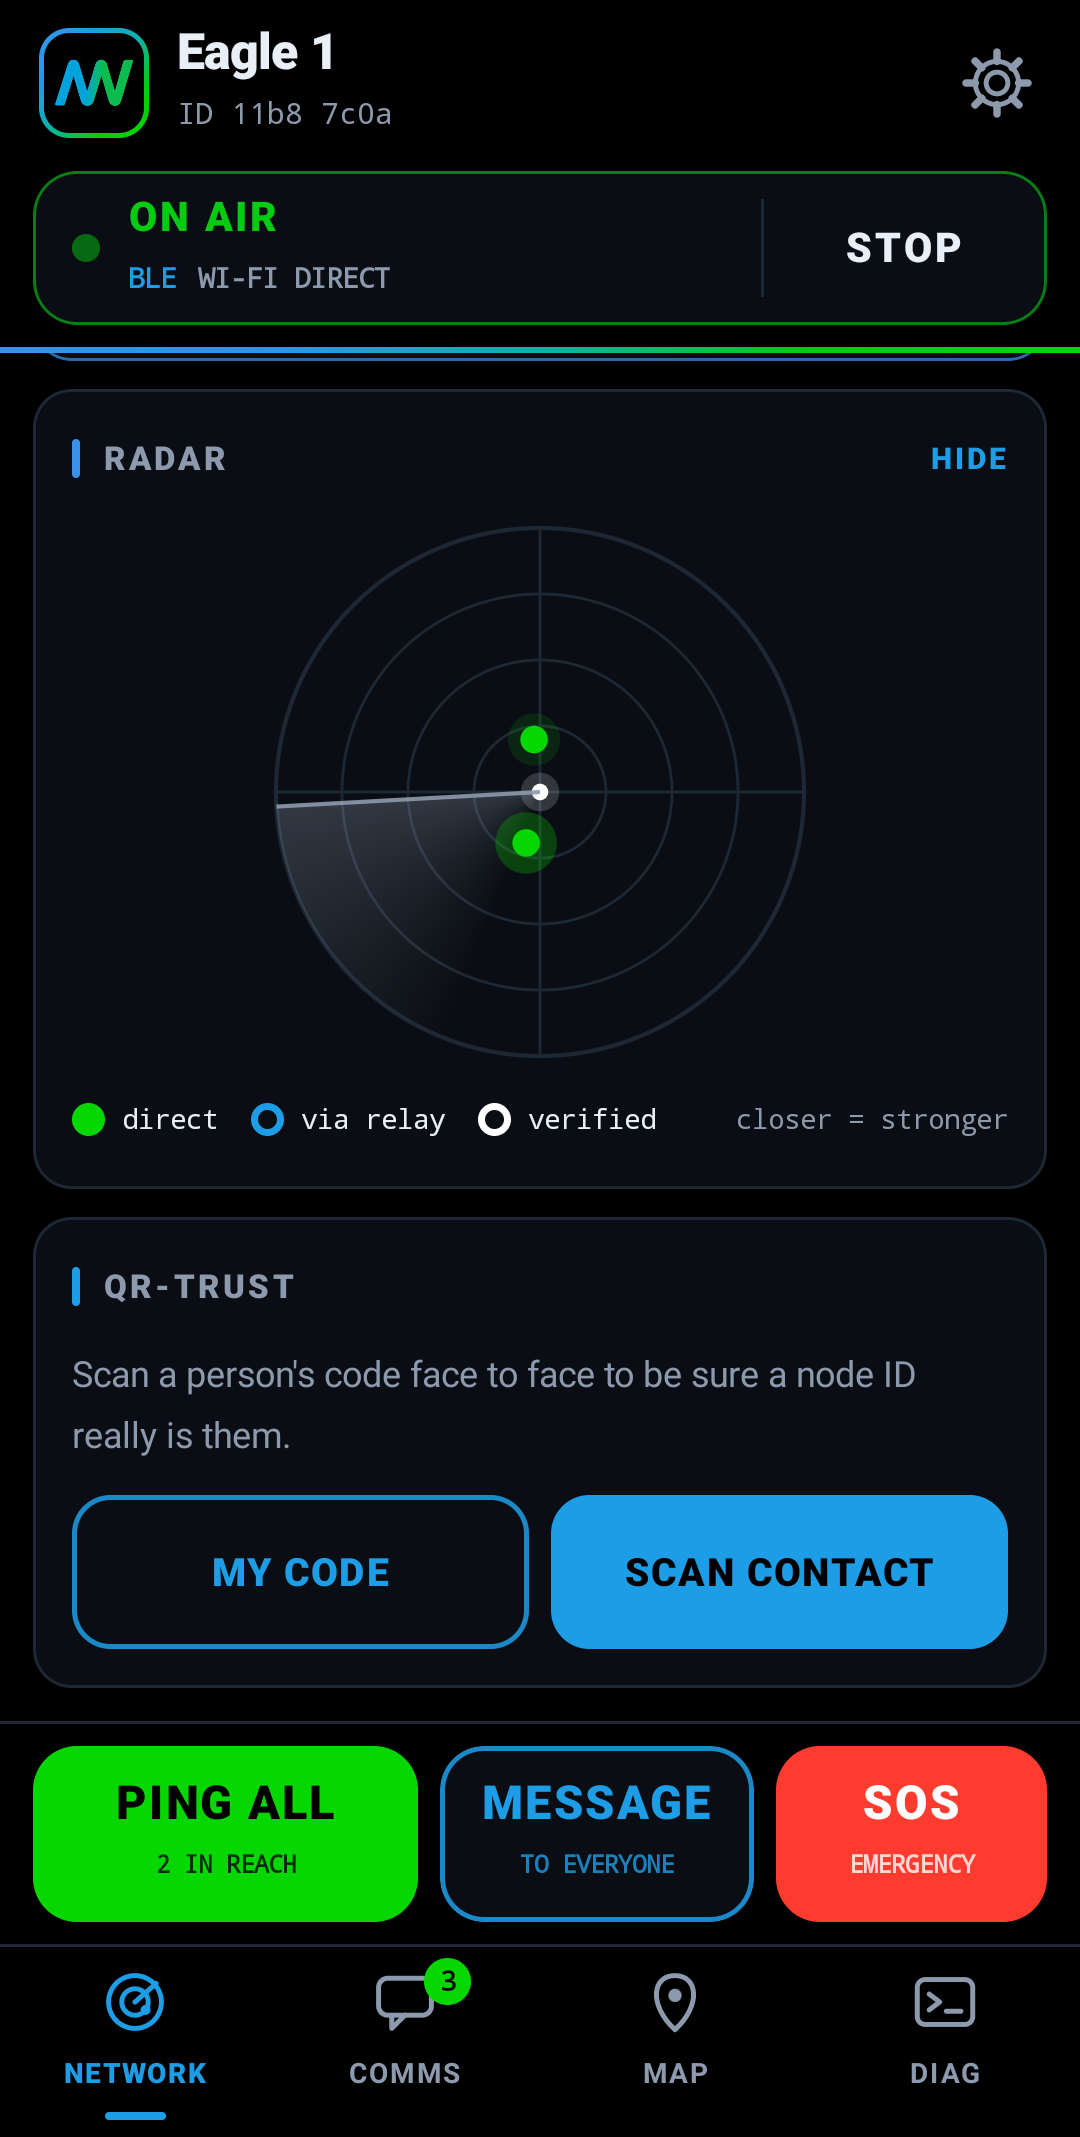 Eagle 1
ID 11b8 7c0a
ON AIR
BLE WI-FI DIRECT
STOP
RADAR
HIDE
direct
via relay
verified
closer = stronger
QR-TRUST
Scan a person's code face to face to be sure a node ID
really is them.
MY CODE
SCAN CONTACT
PING ALL
2 IN REACH
MESSAGE
TO EVERYONE
SOS
EMERGENCY
3
NETWORK
COMMS
MAP
DIAG